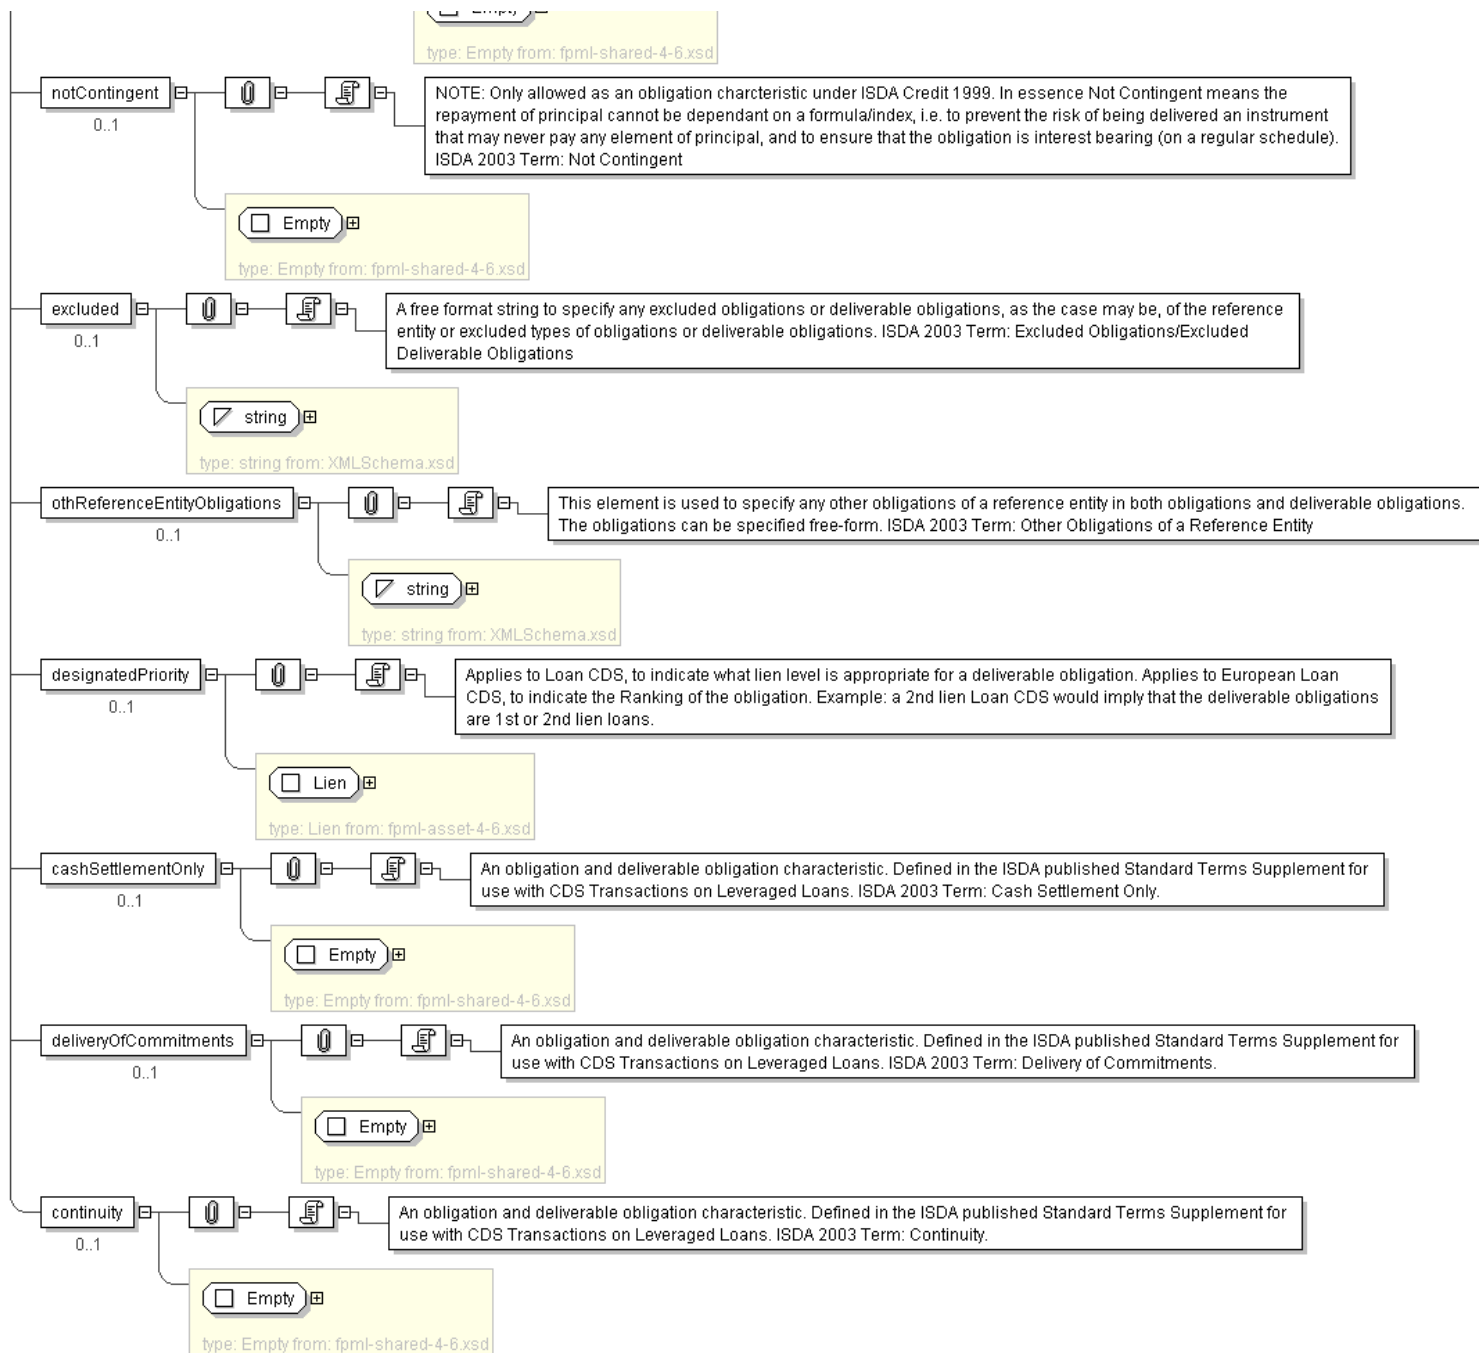 Empty
type: Empty from: fpml-shared-4-6.xsd
notContingent
0..1
NOTE: Only allowed as an obligation charcteristic under ISDA Credit 1999. In essence Not Contingent means the
repayment of principal cannot be dependant on a formula/index, i.e. to prevent the risk of being delivered an instrument
that may never pay any element of principal, and to ensure that the obligation is interest bearing (on a regular schedule).
ISDA 2003 Term: Not Contingent
Empty
type: Empty from: fpml-shared-4-6.xsd
excluded
0..1
A free format string to specify any excluded obligations or deliverable obligations, as the case may be, of the reference
entity or excluded types of obligations or deliverable obligations. ISDA 2003 Term: Excluded Obligations/Excluded
Deliverable Obligations
string
type: string from: XMLSchema.xsd
othReferenceEntityObligations
0..1
This element is used to specify any other obligations of a reference entity in both obligations and deliverable obligations.
The obligations can be specified free-form. ISDA 2003 Term: Other Obligations of a Reference Entity
string
type: string from: XMLSchema.xsd
designatedPriority
0..1
Applies to Loan CDS, to indicate what lien level is appropriate for a deliverable obligation. Applies to European Loan
CDS, to indicate the Ranking of the obligation. Example: a 2nd lien Loan CDS would imply that the deliverable obligations
are 1st or 2nd lien loans.
Lien
type: Lien from: fpml-asset-4-6.xsd
cashSettlementOnly
0..1
An obligation and deliverable obligation characteristic. Defined in the ISDA published Standard Terms Supplement for
use with CDS Transactions on Leveraged Loans. ISDA 2003 Term: Cash Settlement Only.
Empty
type: Empty from: fpml-shared-4-6.xsd
deliveryOfCommitments
0..1
An obligation and deliverable obligation characteristic. Defined in the ISDA published Standard Terms Supplement for
use with CDS Transactions on Leveraged Loans. ISDA 2003 Term: Delivery of Commitments.
Empty
type: Empty from: fpml-shared-4-6.xsd
continuity
0..1
An obligation and deliverable obligation characteristic. Defined in the ISDA published Standard Terms Supplement for
use with CDS Transactions on Leveraged Loans. ISDA 2003 Term: Continuity.
Empty
type: Empty from: fpml-shared-4-6.xsd